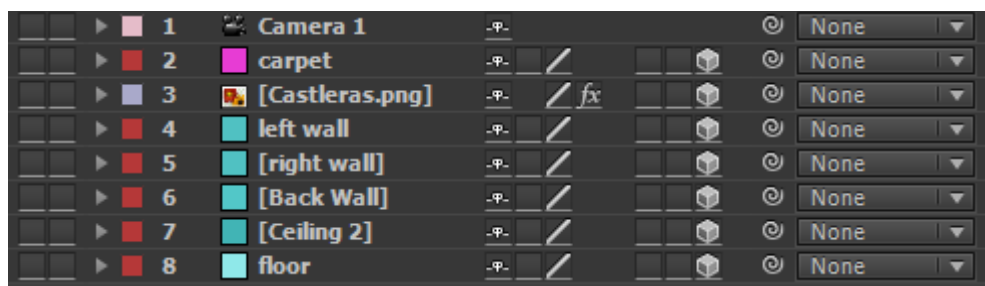 1 Camera 1 None
2 carpet None
3 [Castleras.png] fx None
4 left wall None
5 [right wall] None
6 [Back Wall] None
7 [Ceiling 2] None
8 floor None